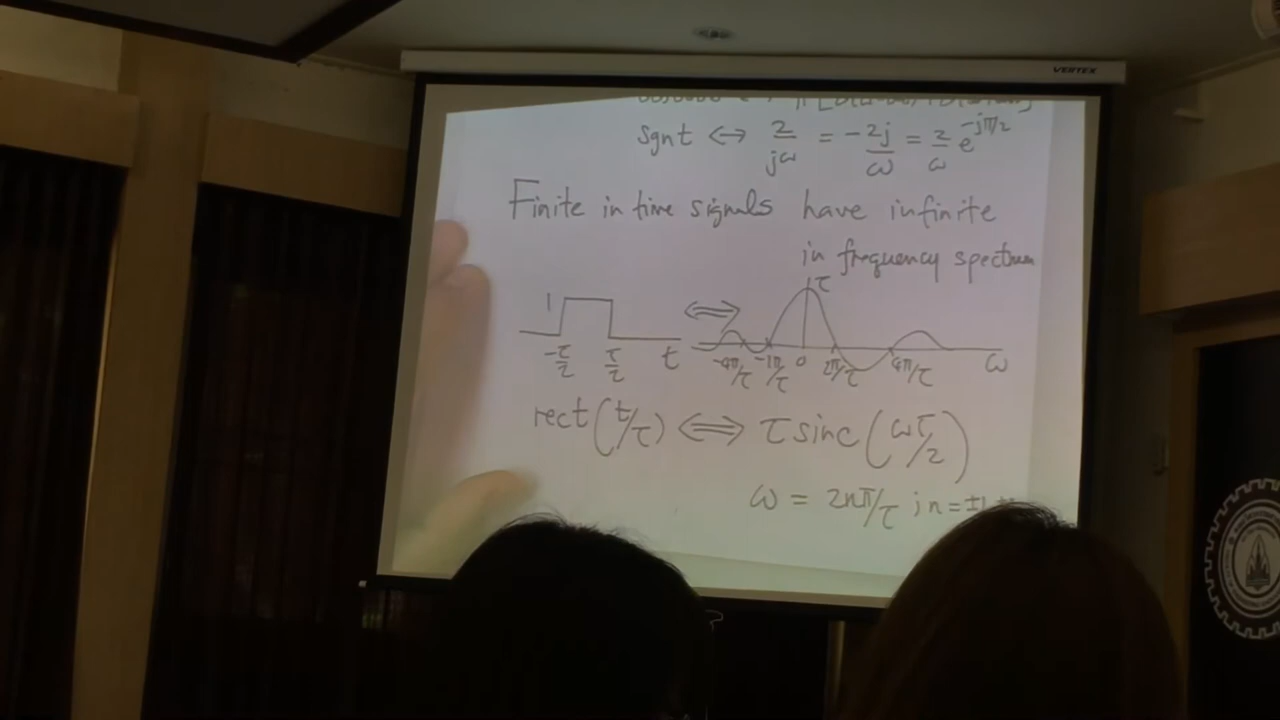 VERTEX
sgn t ⟷ 2/jω = -2j/ω = 2/ω e^-jπ/2
Finite in time signals have infinite
in frequency spectrum
1 -τ/2 τ/2 t ⟺ τ -4π/τ -2π/τ 0 2π/τ 4π/τ ω
rect(t/τ) ⟺ τ sinc(ωτ/2)
ω = 2nπ/τ ; n = ±1